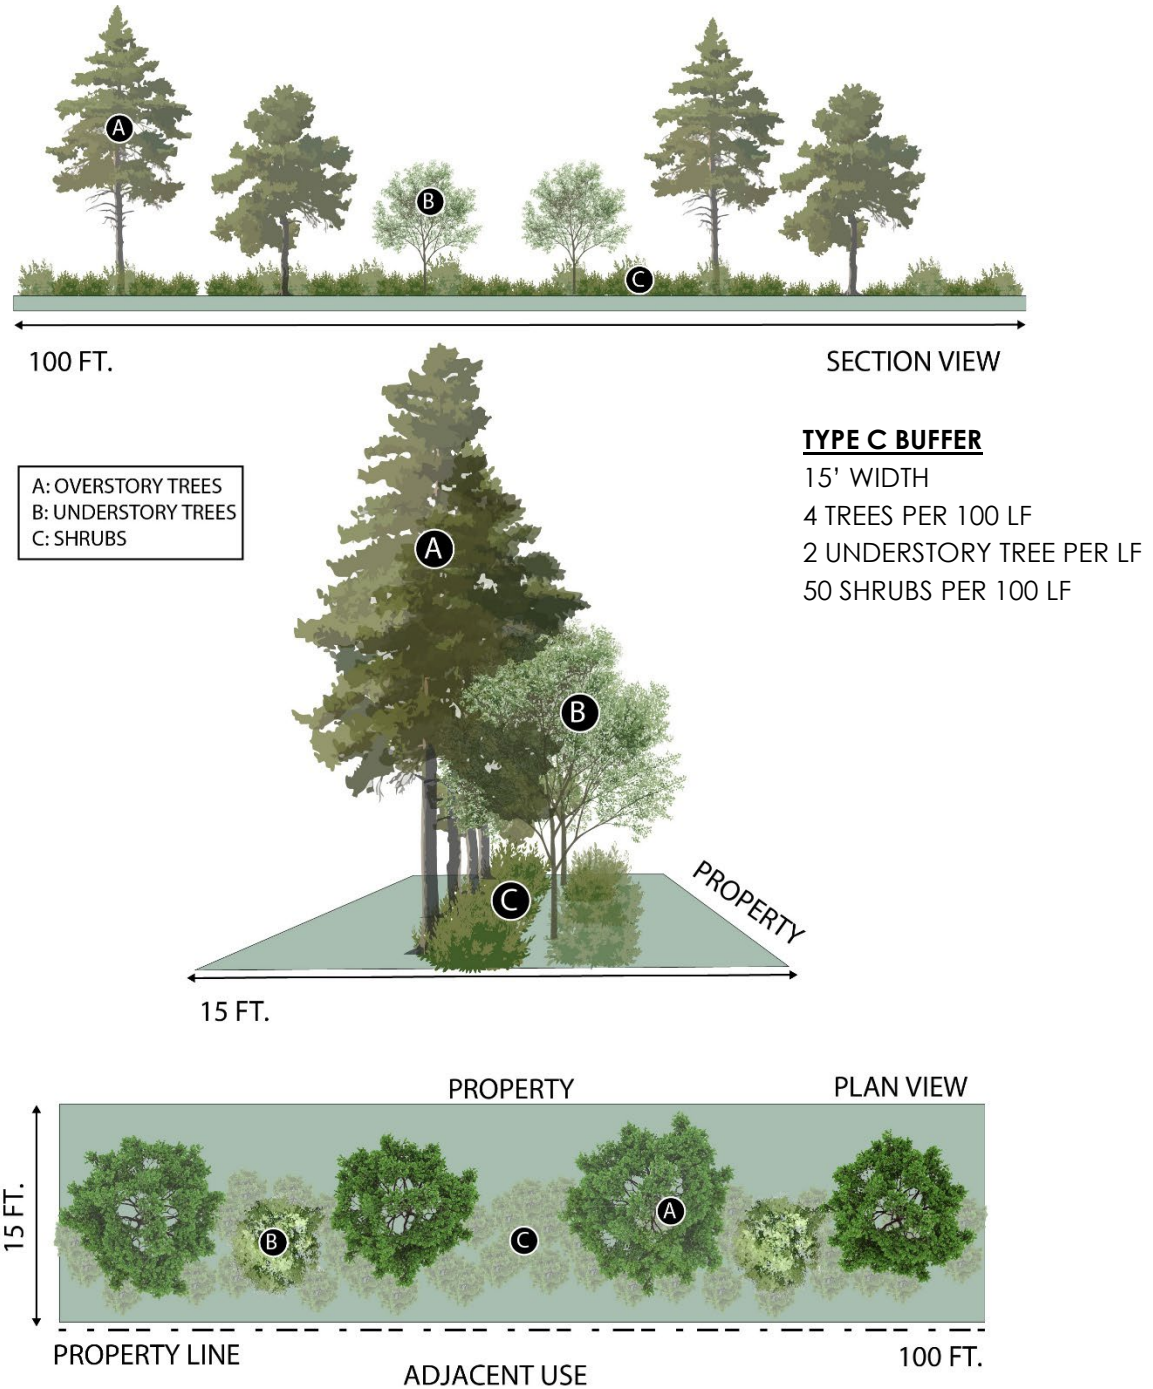 A
B
C
100 FT.
SECTION VIEW
TYPE C BUFFER
15' WIDTH
4 TREES PER 100 LF
2 UNDERSTORY TREE PER LF
50 SHRUBS PER 100 LF
A: OVERSTORY TREES
B: UNDERSTORY TREES
C: SHRUBS
A
B
C
PROPERTY
15 FT.
PROPERTY
PLAN VIEW
15 FT.
A
B
C
PROPERTY LINE
100 FT.
ADJACENT USE